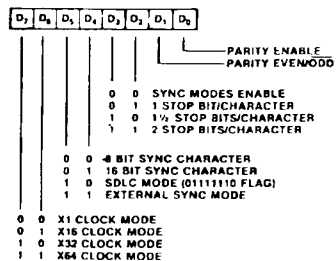 D7 D6 D5 D4 D3 D2 D1 D0
PARITY ENABLE
PARITY EVEN/ODD
0 0 SYNC MODES ENABLE
0 1 1 STOP BIT/CHARACTER
1 0 1½ STOP BITS/CHARACTER
1 1 2 STOP BITS/CHARACTER
0 0 8 BIT SYNC CHARACTER
0 1 16 BIT SYNC CHARACTER
1 0 SDLC MODE (01111110 FLAG)
1 1 EXTERNAL SYNC MODE
0 0 X1 CLOCK MODE
0 1 X16 CLOCK MODE
1 0 X32 CLOCK MODE
1 1 X64 CLOCK MODE